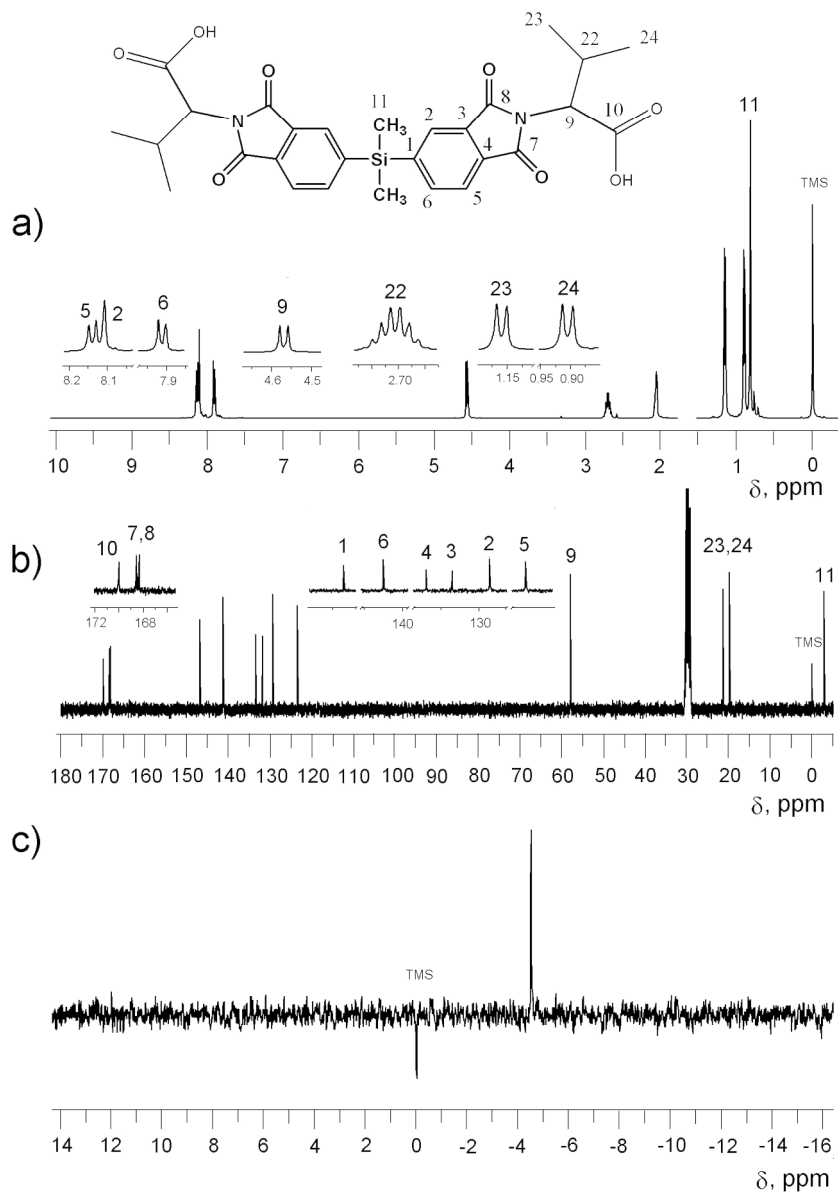 23
24
22
OH
O
O
O
11
CH3
Si
CH3
N
O
1
2
3
4
5
6
7
8
O
N
O
9
10
O
OH
11
TMS
a)
5 2
6
9
22
23
24
8.2 8.1
7.9
4.6 4.5
2.70
1.15
0.95 0.90
10 9 8 7 6 5 4 3 2 1 0
δ, ppm
b)
10 7,8
172 168
1 6 4 3 2 5
140 130
9
23,24
TMS
11
180 170 160 150 140 130 120 110 100 90 80 70 60 50 40 30 20 10 0
δ, ppm
c)
TMS
14 12 10 8 6 4 2 0 -2 -4 -6 -8 -10 -12 -14 -16
δ, ppm